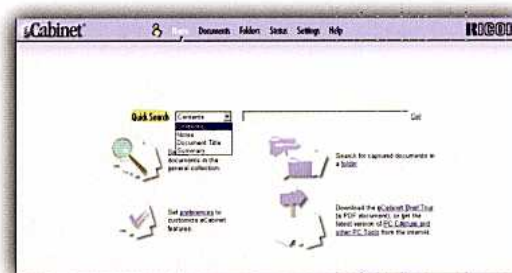 eCabinet
Home Documents Folders Status Settings Help
RICOH
Quick Search Contents Go!
Contents
Notes
Document Title
Summary
documents in the
general collection.
Search for captured documents in
a folder.
Set preferences to
customize eCabinet
features.
Download the eCabinet Brief Tour
(a PDF document), or get the
latest version of PC Capture and
other PC Tools from the internet.